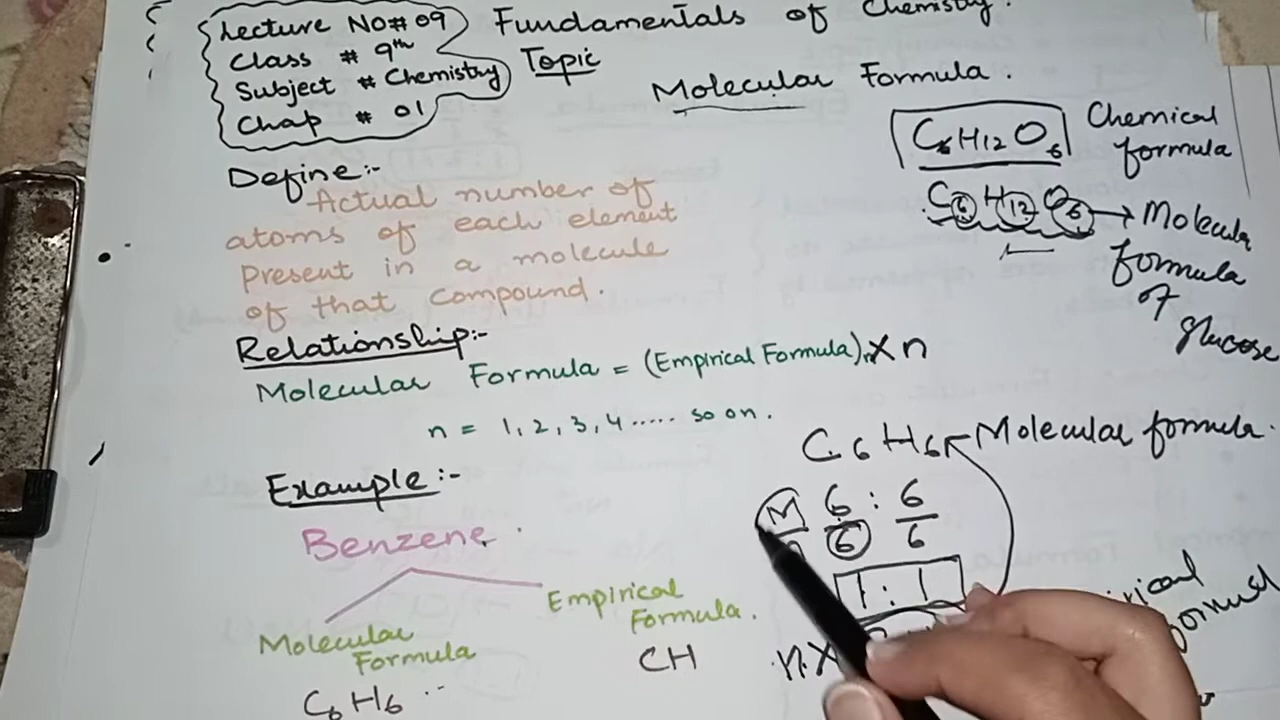 Lecture NO# 09
Class # 9th
Subject # Chemistry
Chap # 01
Fundamentals of Chemistry.
Topic
Molecular Formula.
Define:-
Actual number of
atoms of each element
Present in a molecule
of that compound.
Relationship:-
Molecular Formula = (Empirical Formula)n X n
n = 1, 2, 3, 4 ..... so on.
Example:-
Benzene.
Molecular
Formula
C6H6
Empirical
Formula.
CH
C6H12O6
Chemical
formula
C6H12O6 → Molecular
formula
of
glucose
C6H6 ← Molecular formula.
M 6 : 6
6 6
1 : 1
n X